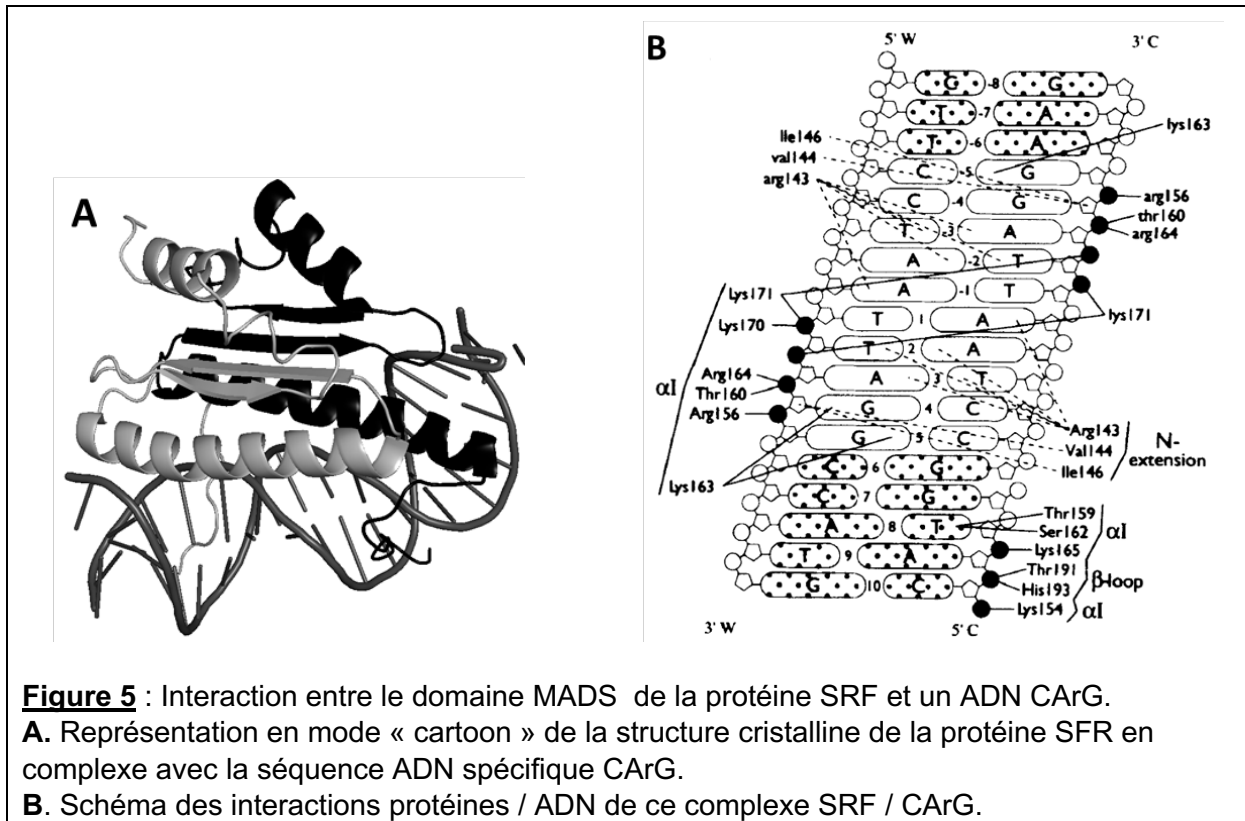 B
5' W
3' C
G -8 G
T -7 A
T -6 A
lys163
Ile146
val144
arg143
C -5 G
C -4 G
T -3 A
A -2 T
A -1 T
arg156
thr160
arg164
A
Lys171
Lys170
lys171
T 1 A
T 2 A
A 3 T
G 4 C
G 5 C
αI
Arg164
Thr160
Arg156
Lys163
Arg143
Val144
Ile146
N-
extension
C 6 G
C 7 G
A 8 T
T 9 A
G 10 C
Thr159
Ser162
Lys165
Thr191
His193
Lys154
αI
β-loop
αI
3' W
5' C
Figure 5 : Interaction entre le domaine MADS de la protéine SRF et un ADN CArG.
A. Représentation en mode « cartoon » de la structure cristalline de la protéine SFR en
complexe avec la séquence ADN spécifique CArG.
B. Schéma des interactions protéines / ADN de ce complexe SRF / CArG.